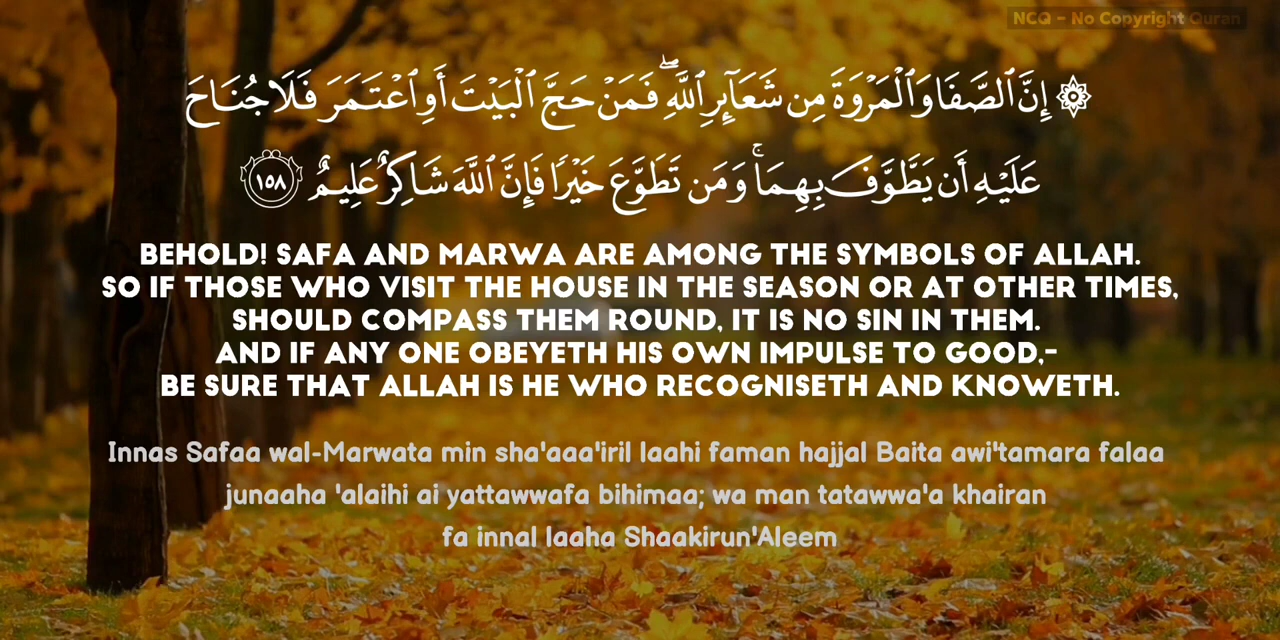 NCQ - No Copyright Quran
۞ إِنَّ ٱلصَّفَا وَٱلْمَرْوَةَ مِن شَعَآئِرِ ٱللَّهِ ۖ فَمَنْ حَجَّ ٱلْبَيْتَ أَوِ ٱعْتَمَرَ فَلَا جُنَاحَ
عَلَيْهِ أَن يَطَّوَّفَ بِهِمَا ۚ وَمَن تَطَوَّعَ خَيْرًا فَإِنَّ ٱللَّهَ شَاكِرٌ عَلِيمٌ ١٥٨
BEHOLD! SAFA AND MARWA ARE AMONG THE SYMBOLS OF ALLAH.
SO IF THOSE WHO VISIT THE HOUSE IN THE SEASON OR AT OTHER TIMES,
SHOULD COMPASS THEM ROUND, IT IS NO SIN IN THEM.
AND IF ANY ONE OBEYETH HIS OWN IMPULSE TO GOOD,-
BE SURE THAT ALLAH IS HE WHO RECOGNISETH AND KNOWETH.
Innas Safaa wal-Marwata min sha'aaa'iril laahi faman hajjal Baita awi'tamara falaa
junaaha 'alaihi ai yattawwafa bihimaa; wa man tatawwa'a khairan
fa innal laaha Shaakirun'Aleem